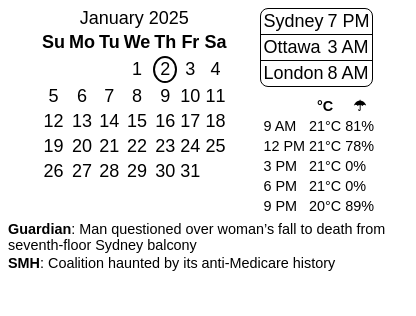 January 2025
Su Mo Tu We Th Fr Sa
1 2 3 4
5 6 7 8 9 10 11
12 13 14 15 16 17 18
19 20 21 22 23 24 25
26 27 28 29 30 31
Sydney 7 PM
Ottawa 3 AM
London 8 AM
°C ☂
9 AM 21°C 81%
12 PM 21°C 78%
3 PM 21°C 0%
6 PM 21°C 0%
9 PM 20°C 89%
Guardian: Man questioned over woman's fall to death from
seventh-floor Sydney balcony
SMH: Coalition haunted by its anti-Medicare history